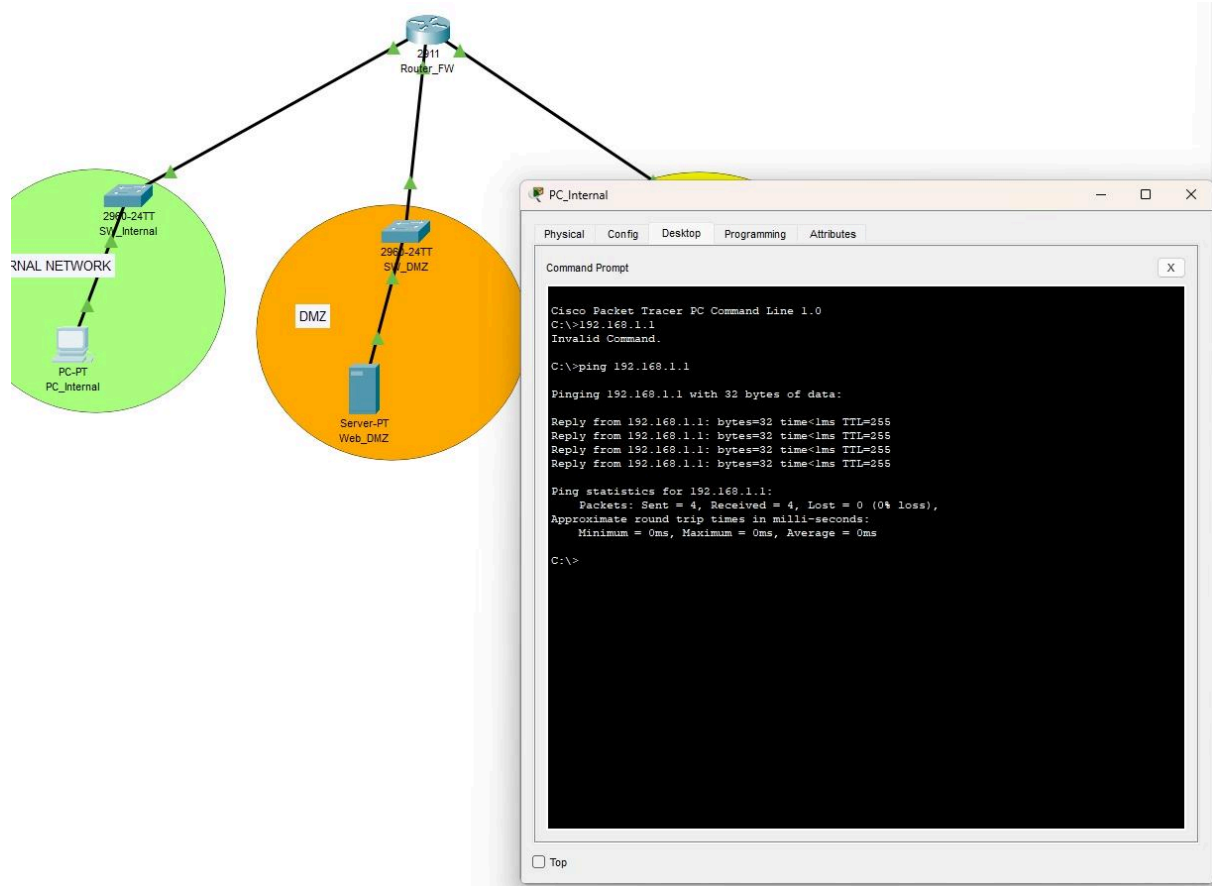 2911
Router_FW
2960-24TT
SW_Internal
RNAL NETWORK
PC-PT
PC_Internal
2960-24TT
SW_DMZ
DMZ
Server-PT
Web_DMZ
PC_Internal
Physical Config Desktop Programming Attributes
Command Prompt
X
Cisco Packet Tracer PC Command Line 1.0
C:\>192.168.1.1
Invalid Command.
C:\>ping 192.168.1.1
Pinging 192.168.1.1 with 32 bytes of data:
Reply from 192.168.1.1: bytes=32 time<1ms TTL=255
Reply from 192.168.1.1: bytes=32 time<1ms TTL=255
Reply from 192.168.1.1: bytes=32 time<1ms TTL=255
Reply from 192.168.1.1: bytes=32 time<1ms TTL=255
Ping statistics for 192.168.1.1:
Packets: Sent = 4, Received = 4, Lost = 0 (0% loss),
Approximate round trip times in milli-seconds:
Minimum = 0ms, Maximum = 0ms, Average = 0ms
C:\>
Top